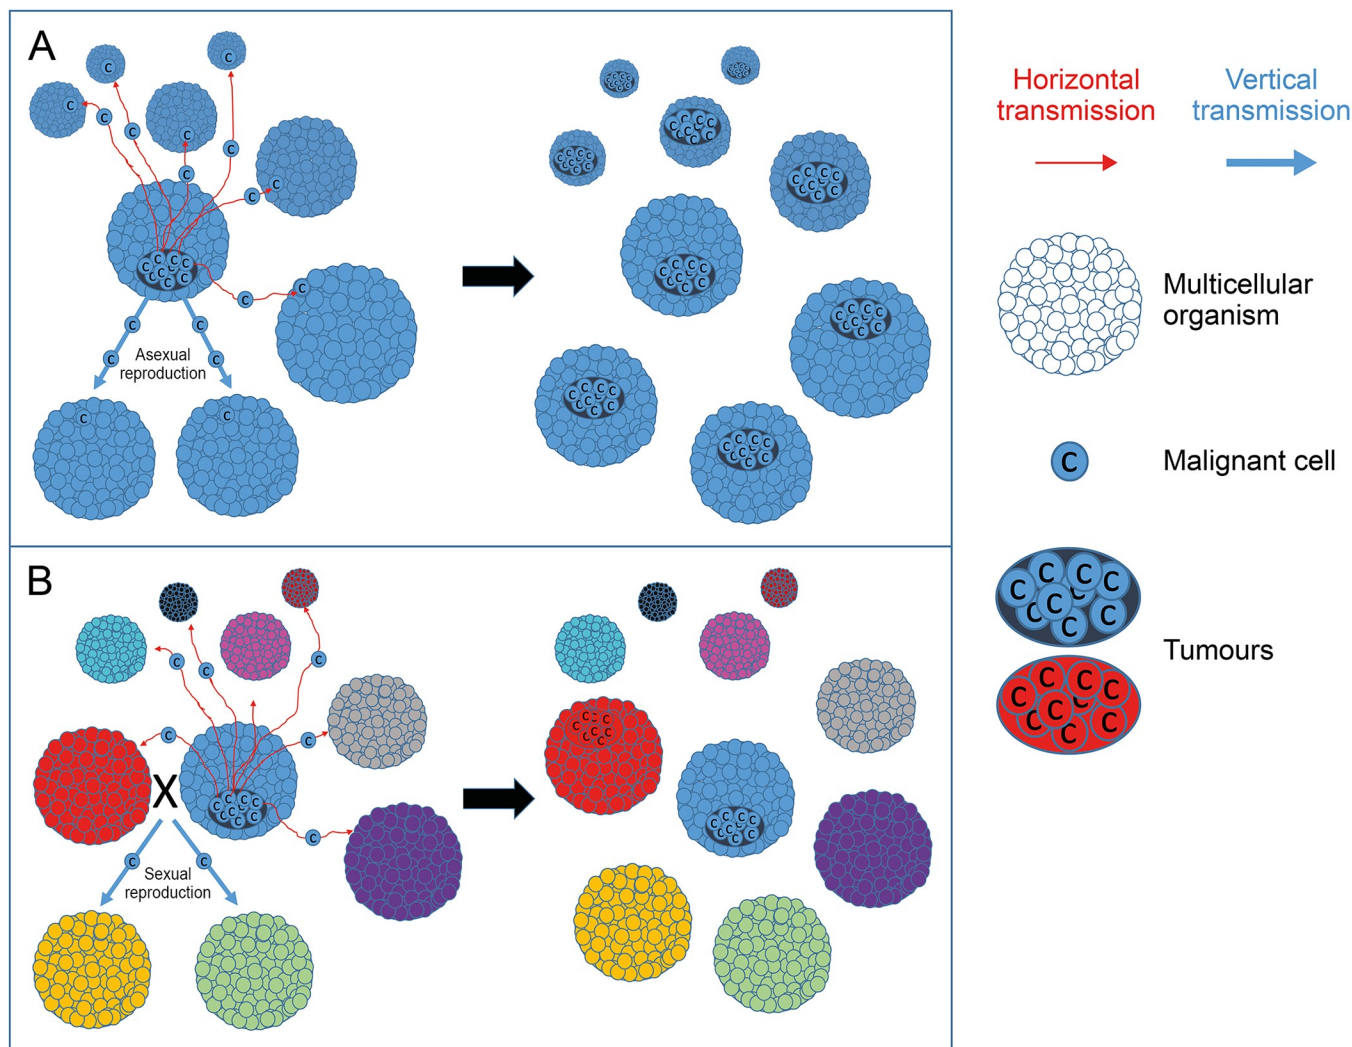 A
Asexual
reproduction
B
X
Sexual
reproduction
Horizontal
transmission
Vertical
transmission
Multicellular
organism
C
Malignant cell
C C C C C C C C
C C C C C C C C
Tumours